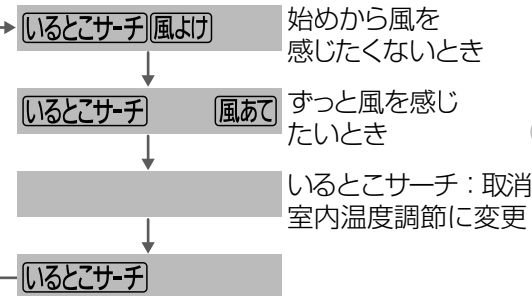 いるとこサーチ 風よけ
始めから風を
感じたくないとき
いるとこサーチ 風あて
ずっと風を感じ
たいとき
いるとこサーチ：取消
室内温度調節に変更
いるとこサーチ